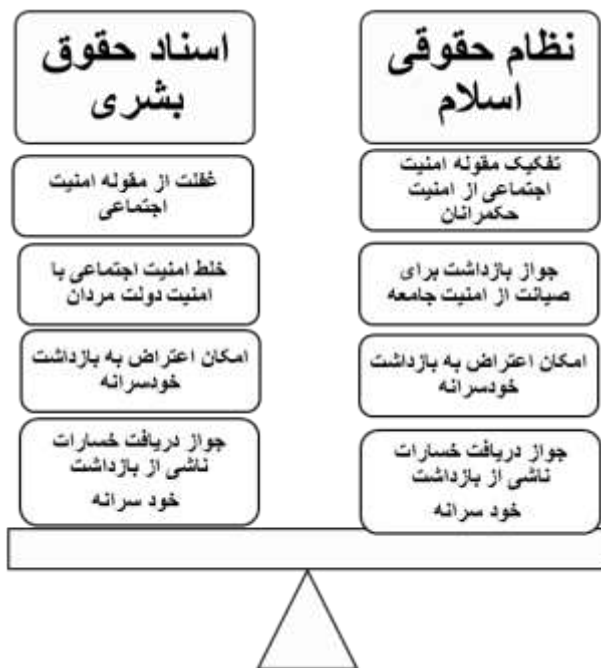 نظام حقوقی
اسلام
تفکیک مقوله امنیت
اجتماعی از امنیت
حکمرانان
جواز بازداشت برای
صیانت از امنیت جامعه
امکان اعتراض به بازداشت
خودسرانه
جواز دریافت خسارات
ناشی از بازداشت
خود سرانه
اسناد حقوق
بشری
غفلت از مقوله امنیت
اجتماعی
خلط امنیت اجتماعی با
امنیت دولت مردان
امکان اعتراض به بازداشت
خودسرانه
جواز دریافت خسارات
ناشی از بازداشت
خود سرانه